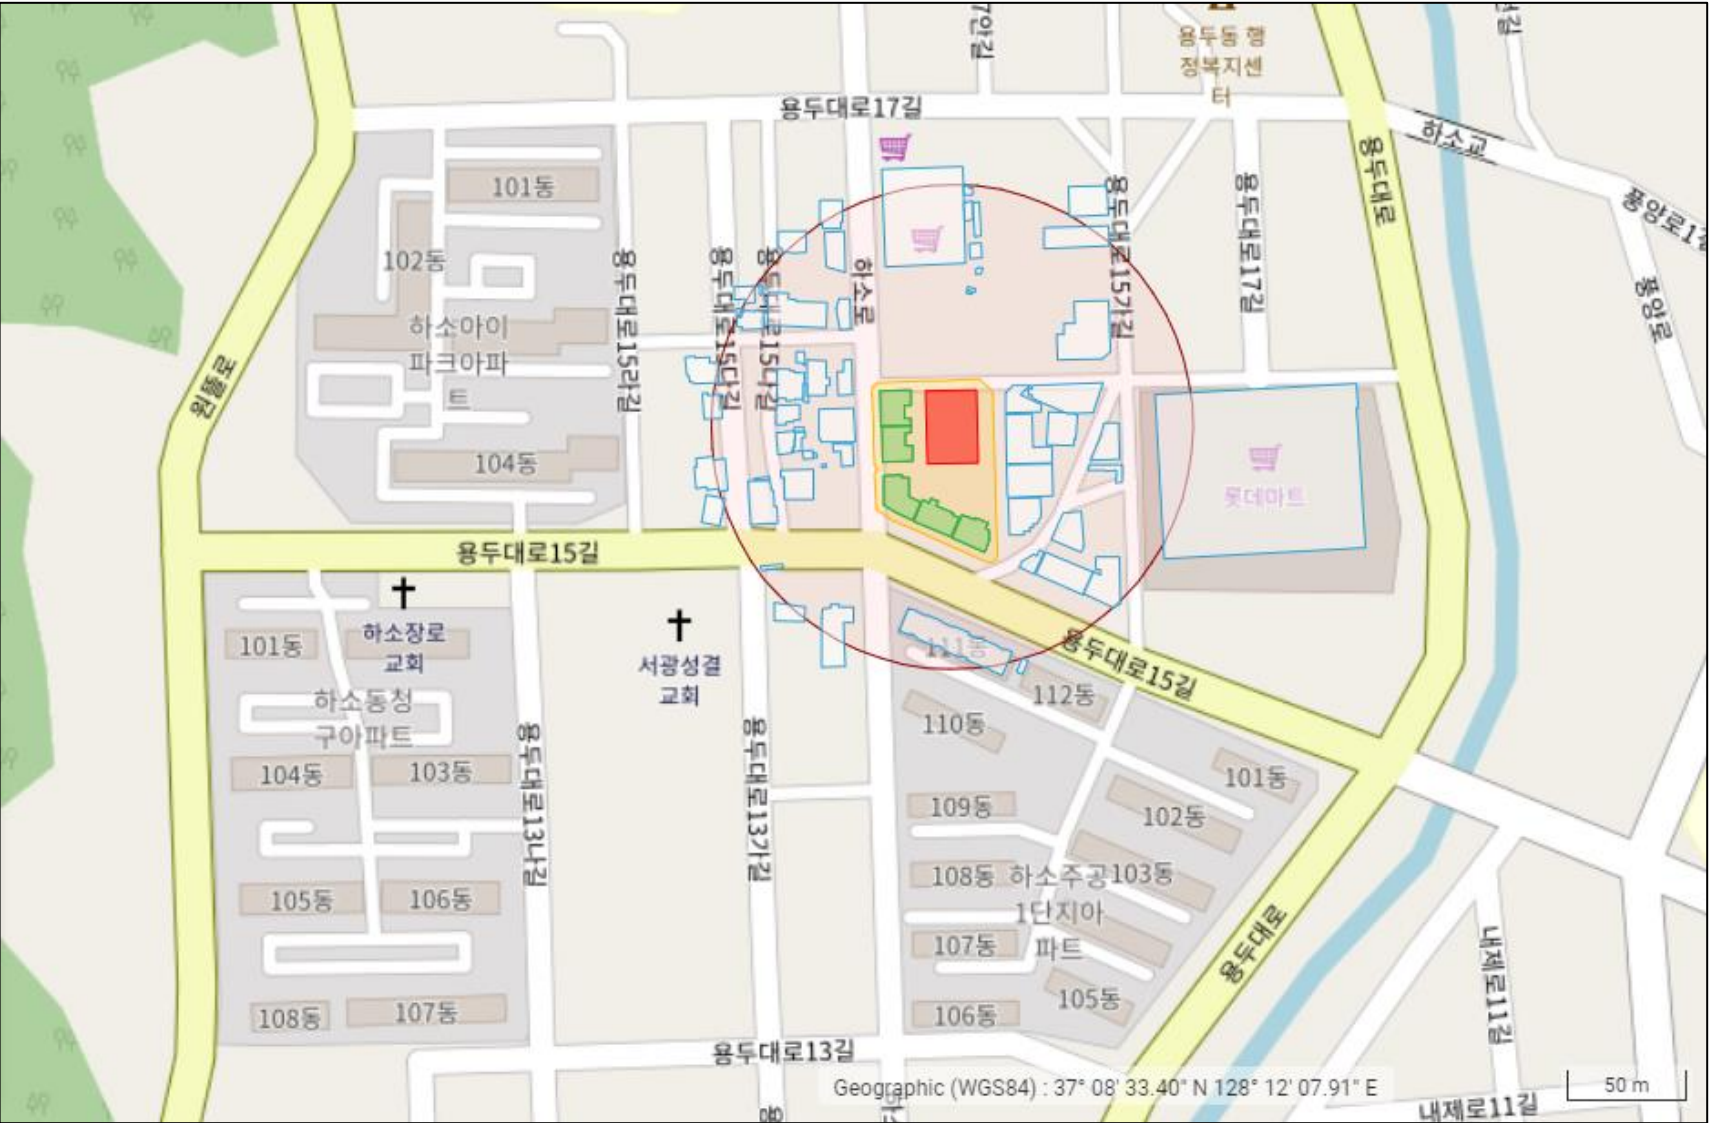 7안길
용두동 행
정복지센
터
용두대로17길
하소교
용두대로
풍양로1길
풍양로
101동
102동
하소아이
파크아파
트
104동
원뜰로
용두대로15라길
용두대로15다길
용두대로15나길
하소로
용두대로15가길
용두대로17길
롯데마트
용두대로15길
하소장로
교회
서광성결
교회
101동
하소동청
구아파트
104동
103동
105동
106동
108동
107동
용두대로13나길
용두대로13가길
111동
112동
용두대로15길
110동
101동
109동
102동
108동
하소주공
1단지아
파트
103동
107동
105동
106동
용두대로
내제로11길
용두대로13길
Geographic (WGS84) : 37° 08' 33.40" N 128° 12' 07.91" E
50 m
내제로11길